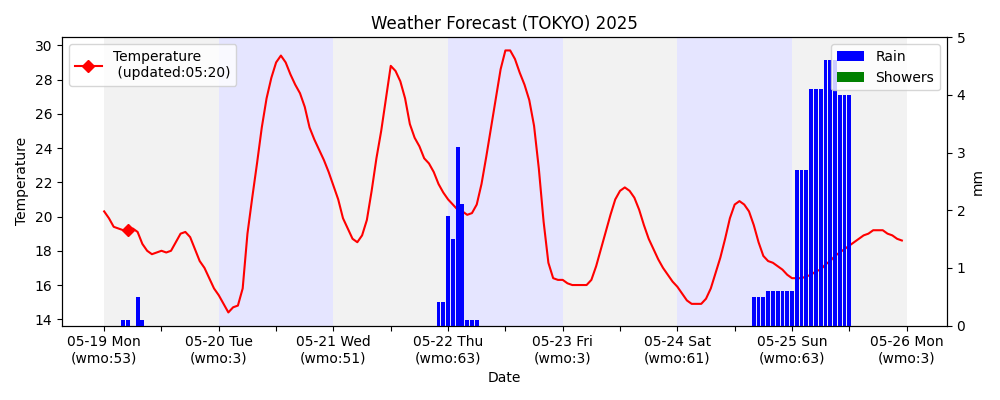 Weather Forecast (TOKYO) 2025
Temperature
(updated:05:20)
Rain
Showers
30
28
26
24
22
20
18
16
14
Temperature
5
4
3
2
1
0
mm
05-19 Mon
(wmo:53)
05-20 Tue
(wmo:3)
05-21 Wed
(wmo:51)
05-22 Thu
(wmo:63)
05-23 Fri
(wmo:3)
05-24 Sat
(wmo:61)
05-25 Sun
(wmo:63)
05-26 Mon
(wmo:3)
Date